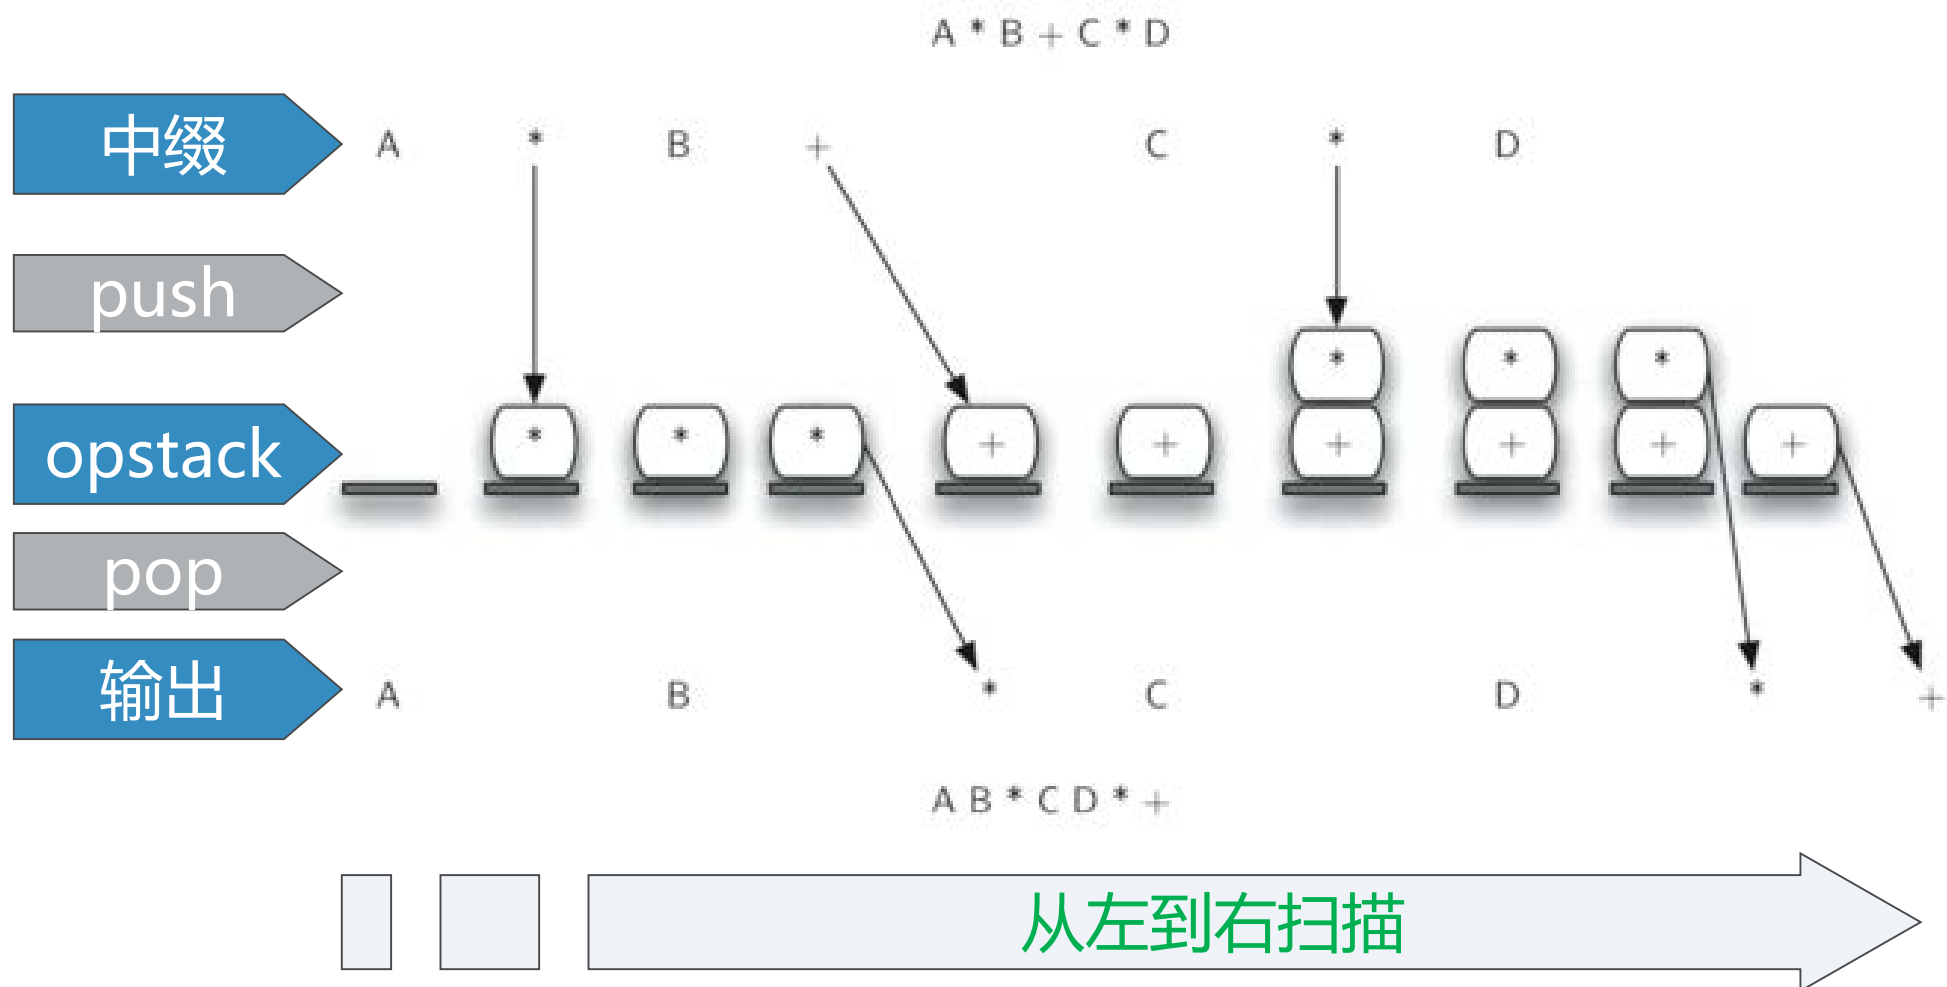 A * B + C * D
中缀 A * B + C * D
push
* * *
opstack * * * + + + + + +
pop
输出 A B * C D * +
A B * C D * +
从左到右扫描